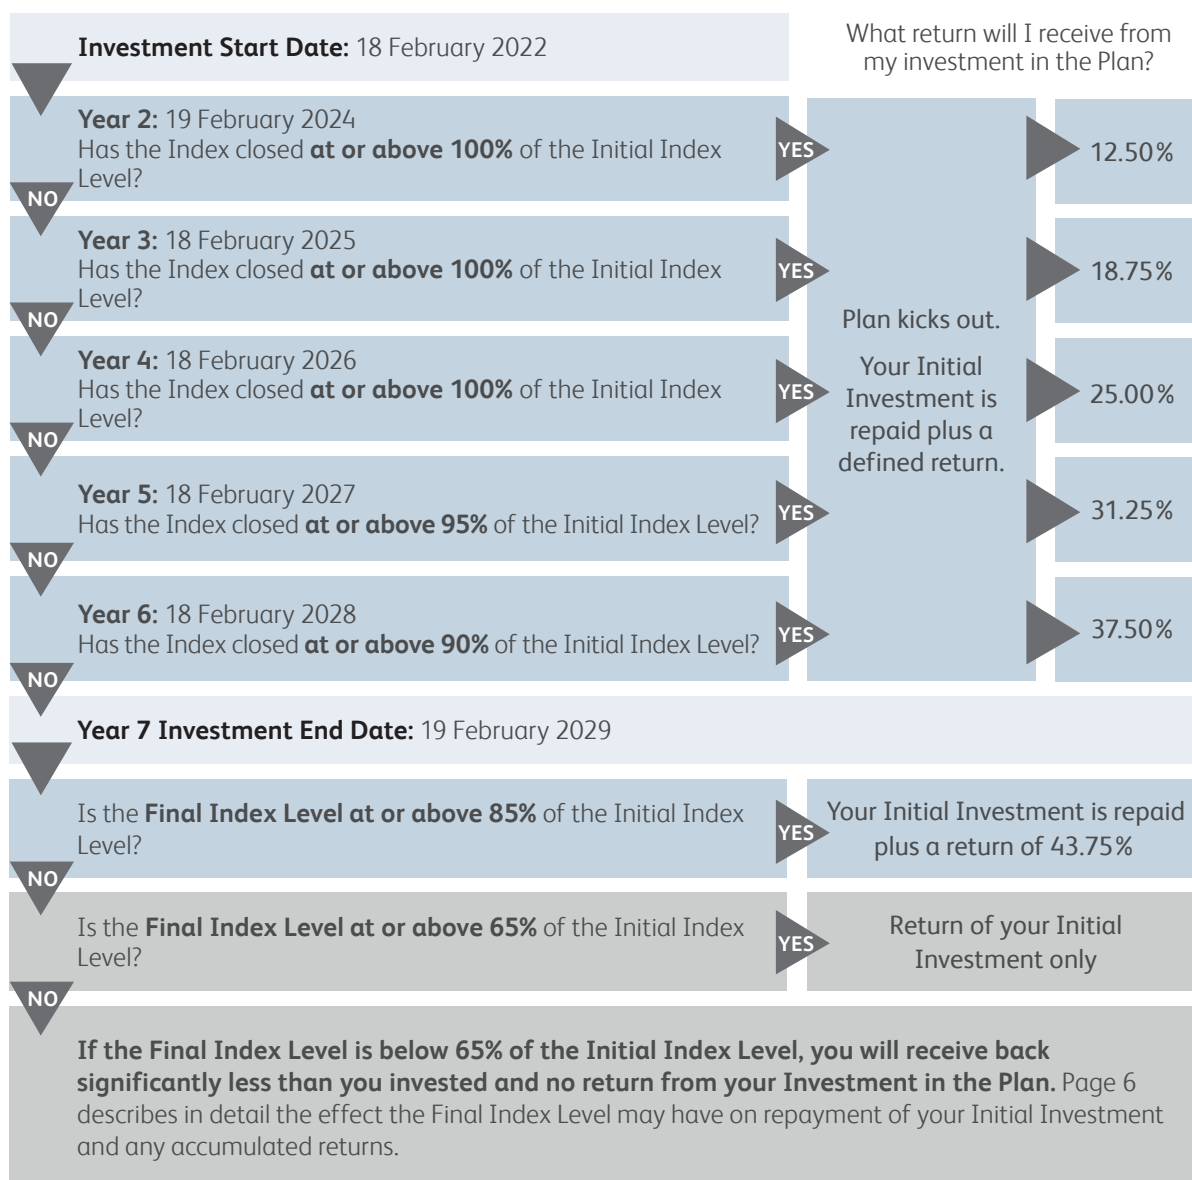 Investment Start Date: 18 February 2022
What return will I receive from
my investment in the Plan?
Year 2: 19 February 2024
Has the Index closed at or above 100% of the Initial Index
Level?
YES
12.50%
NO
Year 3: 18 February 2025
Has the Index closed at or above 100% of the Initial Index
Level?
YES
18.75%
NO
Plan kicks out.
Your Initial
Investment is
repaid plus a
defined return.
Year 4: 18 February 2026
Has the Index closed at or above 100% of the Initial Index
Level?
YES
25.00%
NO
Year 5: 18 February 2027
Has the Index closed at or above 95% of the Initial Index Level?
YES
31.25%
NO
Year 6: 18 February 2028
Has the Index closed at or above 90% of the Initial Index Level?
YES
37.50%
NO
Year 7 Investment End Date: 19 February 2029
Is the Final Index Level at or above 85% of the Initial Index
Level?
YES
Your Initial Investment is repaid
plus a return of 43.75%
NO
Is the Final Index Level at or above 65% of the Initial Index
Level?
YES
Return of your Initial
Investment only
NO
If the Final Index Level is below 65% of the Initial Index Level, you will receive back
significantly less than you invested and no return from your Investment in the Plan. Page 6
describes in detail the effect the Final Index Level may have on repayment of your Initial Investment
and any accumulated returns.